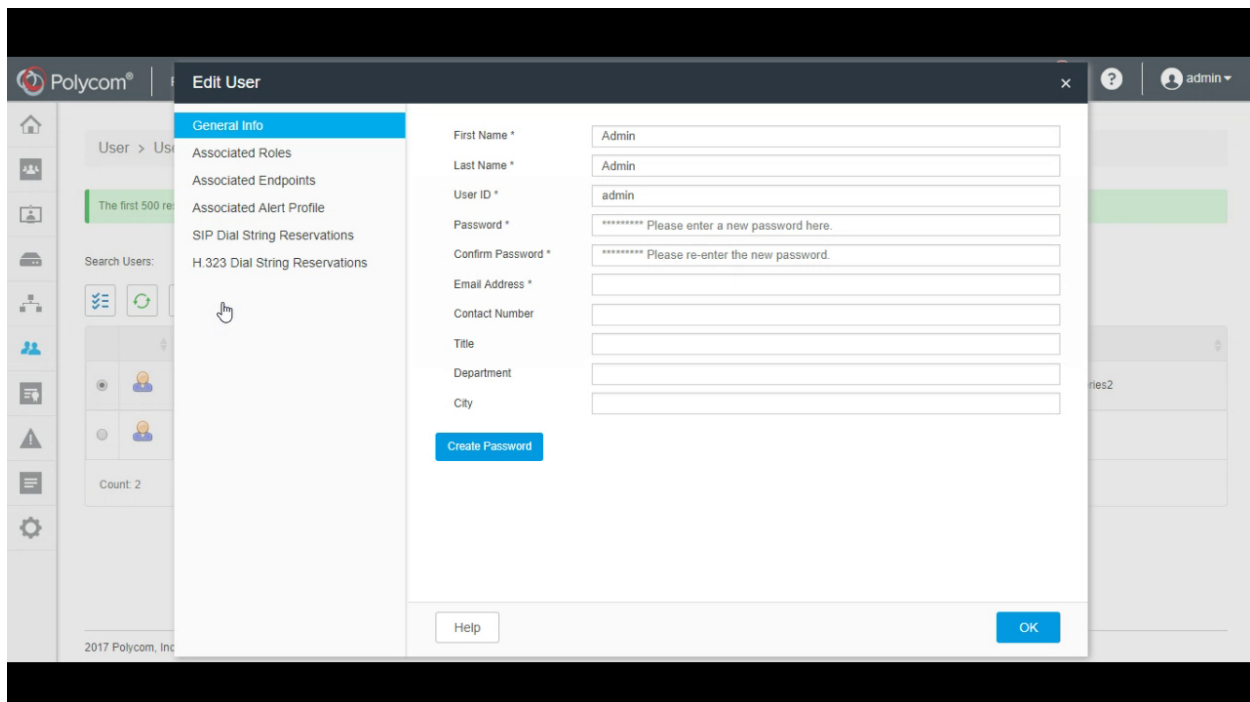 Polycom®
Edit User
×
?
admin
User > Use
The first 500 re
Search Users:
Count: 2
2017 Polycom, Inc
General Info
Associated Roles
Associated Endpoints
Associated Alert Profile
SIP Dial String Reservations
H.323 Dial String Reservations
First Name * Admin
Last Name * Admin
User ID * admin
Password * ********* Please enter a new password here.
Confirm Password * ********* Please re-enter the new password.
Email Address *
Contact Number
Title
Department
City
Create Password
Help
OK
ries2